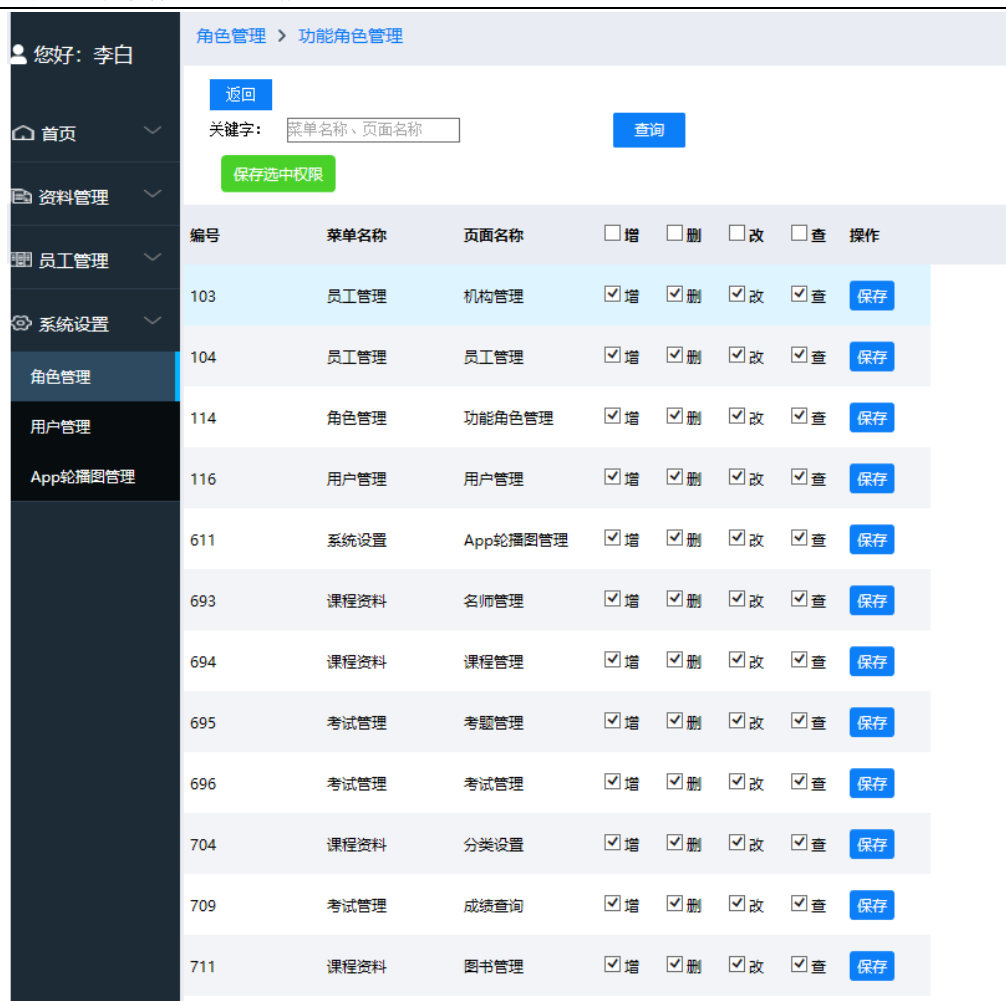 您好：李白
首页
资料管理
员工管理
系统设置
角色管理
用户管理
App轮播图管理
角色管理 > 功能角色管理
返回
关键字： 菜单名称、页面名称 查询
保存选中权限
编号 菜单名称 页面名称 增 删 改 查 操作
103 员工管理 机构管理 增 删 改 查 保存
104 员工管理 员工管理 增 删 改 查 保存
114 角色管理 功能角色管理 增 删 改 查 保存
116 用户管理 用户管理 增 删 改 查 保存
611 系统设置 App轮播图管理 增 删 改 查 保存
693 课程资料 名师管理 增 删 改 查 保存
694 课程资料 课程管理 增 删 改 查 保存
695 考试管理 考题管理 增 删 改 查 保存
696 考试管理 考试管理 增 删 改 查 保存
704 课程资料 分类设置 增 删 改 查 保存
709 考试管理 成绩查询 增 删 改 查 保存
711 课程资料 图书管理 增 删 改 查 保存